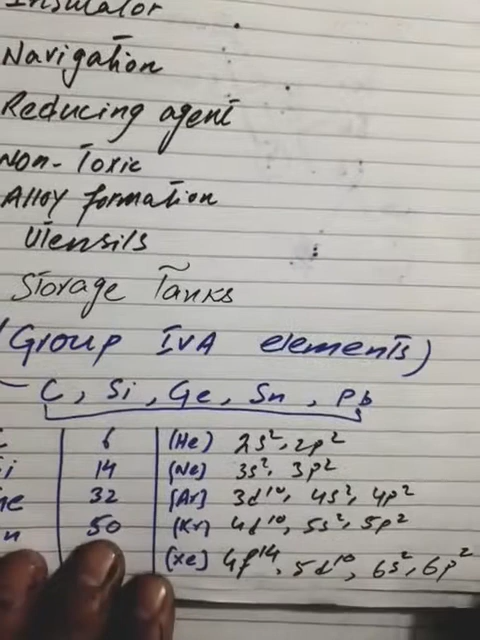 Insulator
Navigation
Reducing agent
Non-Toxic
Alloy formation
Utensils
Storage Tanks
(Group IVA elements)
C, Si, Ge, Sn, Pb
6 (He) 2s², 2p²
i 14 (Ne) 3s², 3p²
e 32 [Ar] 3d¹⁰, 4s², 4p²
n 50 (Kr) 4d¹⁰, 5s², 5p²
(Xe] 4f¹⁴, 5d¹⁰, 6s², 6p²